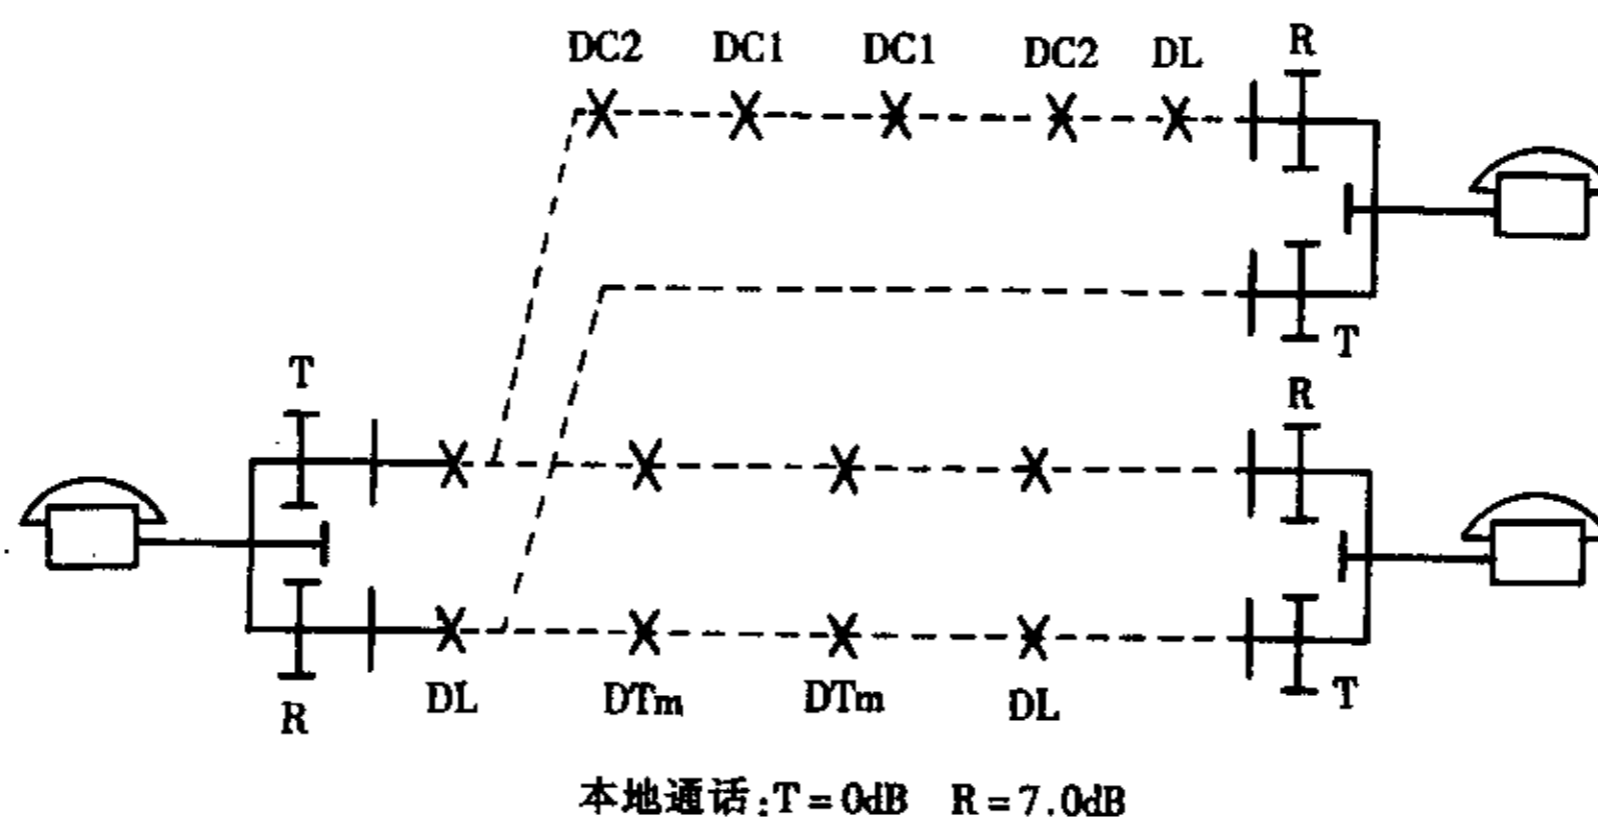 DC2 DC1 DC1 DC2 DL R
T
T
R
R DL DTm DTm DL T
本地通话:T=0dB R=7.0dB